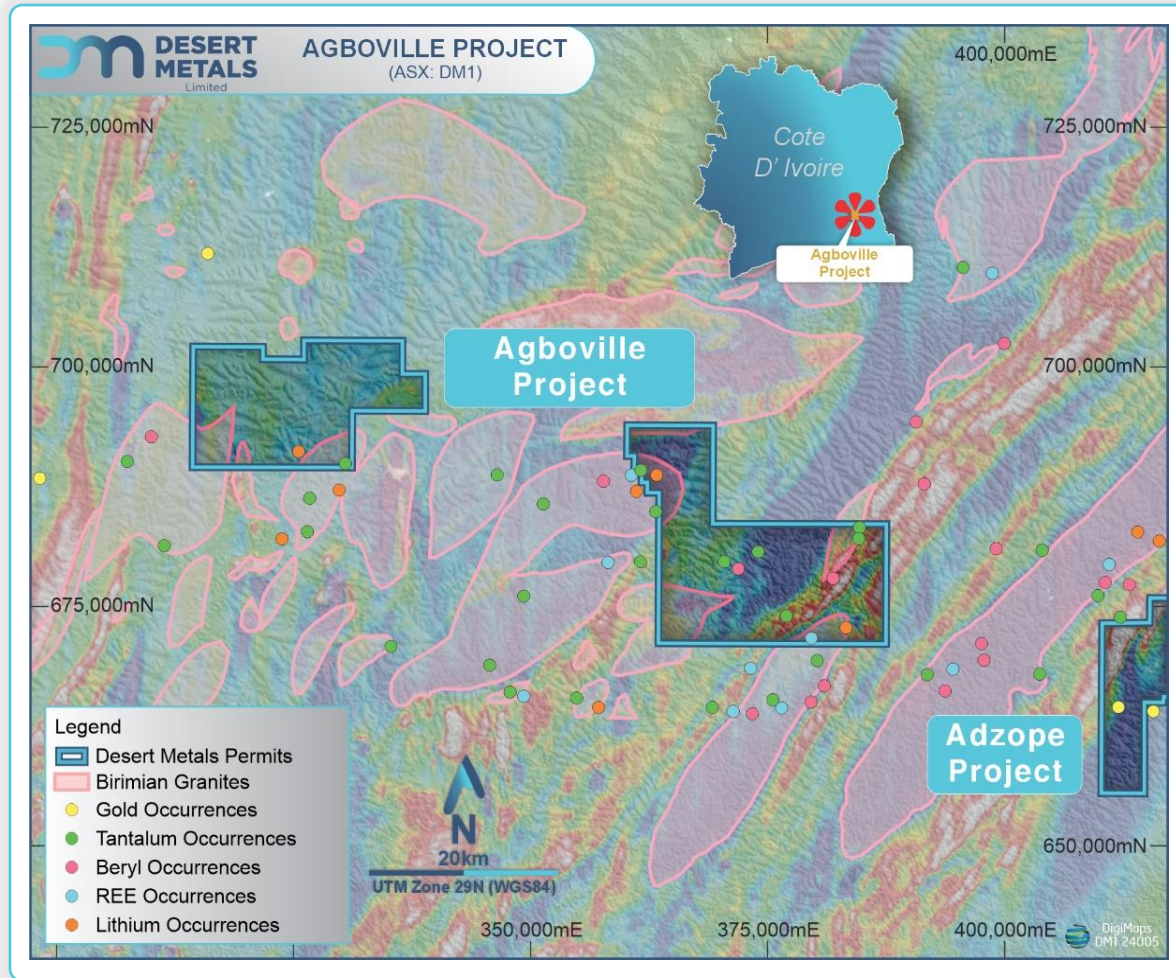 DM DESERT
METALS
Limited
AGBOVILLE PROJECT
(ASX: DM1)
400,000mE
725,000mN
725,000mN
Cote
D' Ivoire
Agboville
Project
700,000mN
700,000mN
Agboville
Project
675,000mN
675,000mN
Adzope
Project
Legend
Desert Metals Permits
Birimian Granites
Gold Occurrences
Tantalum Occurrences
Beryl Occurrences
REE Occurrences
Lithium Occurrences
N
20km
UTM Zone 29N (WGS84)
650,000mN
350,000mE
375,000mE
400,000mE
DigiMaps
DM1 24005